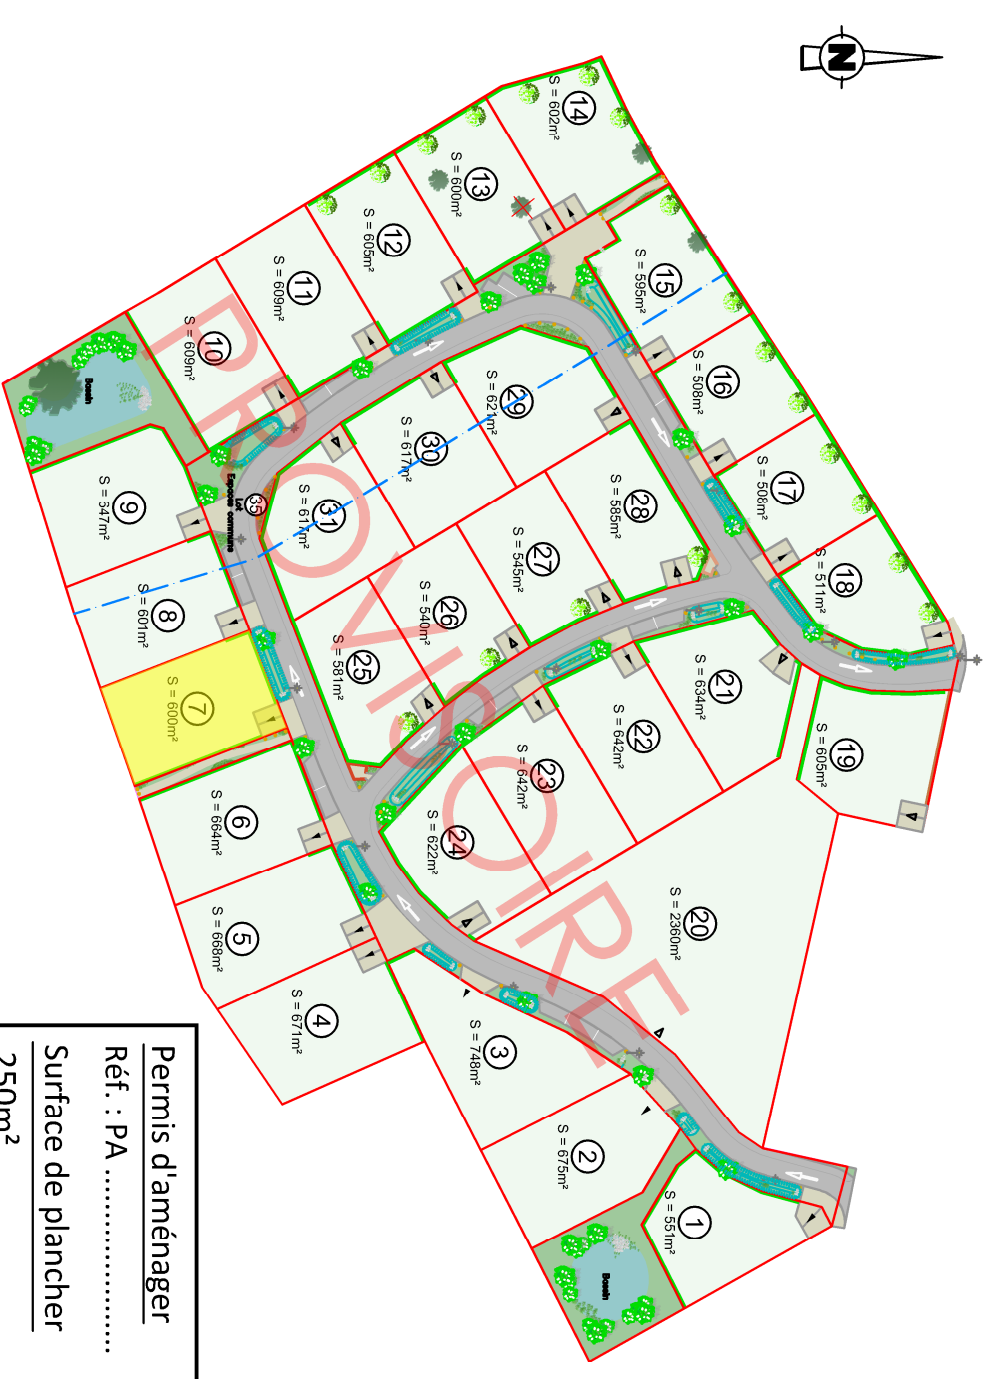 N
14
S = 602m²
13
S = 600m²
12
S = 605m²
11
S = 609m²
10
S = 609m²
15
S = 595m²
16
S = 508m²
17
S = 508m²
18
S = 511m²
19
S = 605m²
20
S = 2360m²
29
S = 621m²
30
S = 617m²
31
S = 617m²
28
S = 585m²
27
S = 545m²
26
S = 540m²
25
S = 581m²
21
S = 634m²
22
S = 642m²
23
S = 642m²
24
S = 622m²
35
Lot
Espace commune
Bassin
9
S = 547m²
8
S = 601m²
7
S = 600m²
6
S = 664m²
5
S = 668m²
4
S = 671m²
3
S = 748m²
2
S = 675m²
1
S = 551m²
Bassin
PROVISOIRE
Permis d'aménager
Réf. : PA ........................
Surface de plancher
250m²